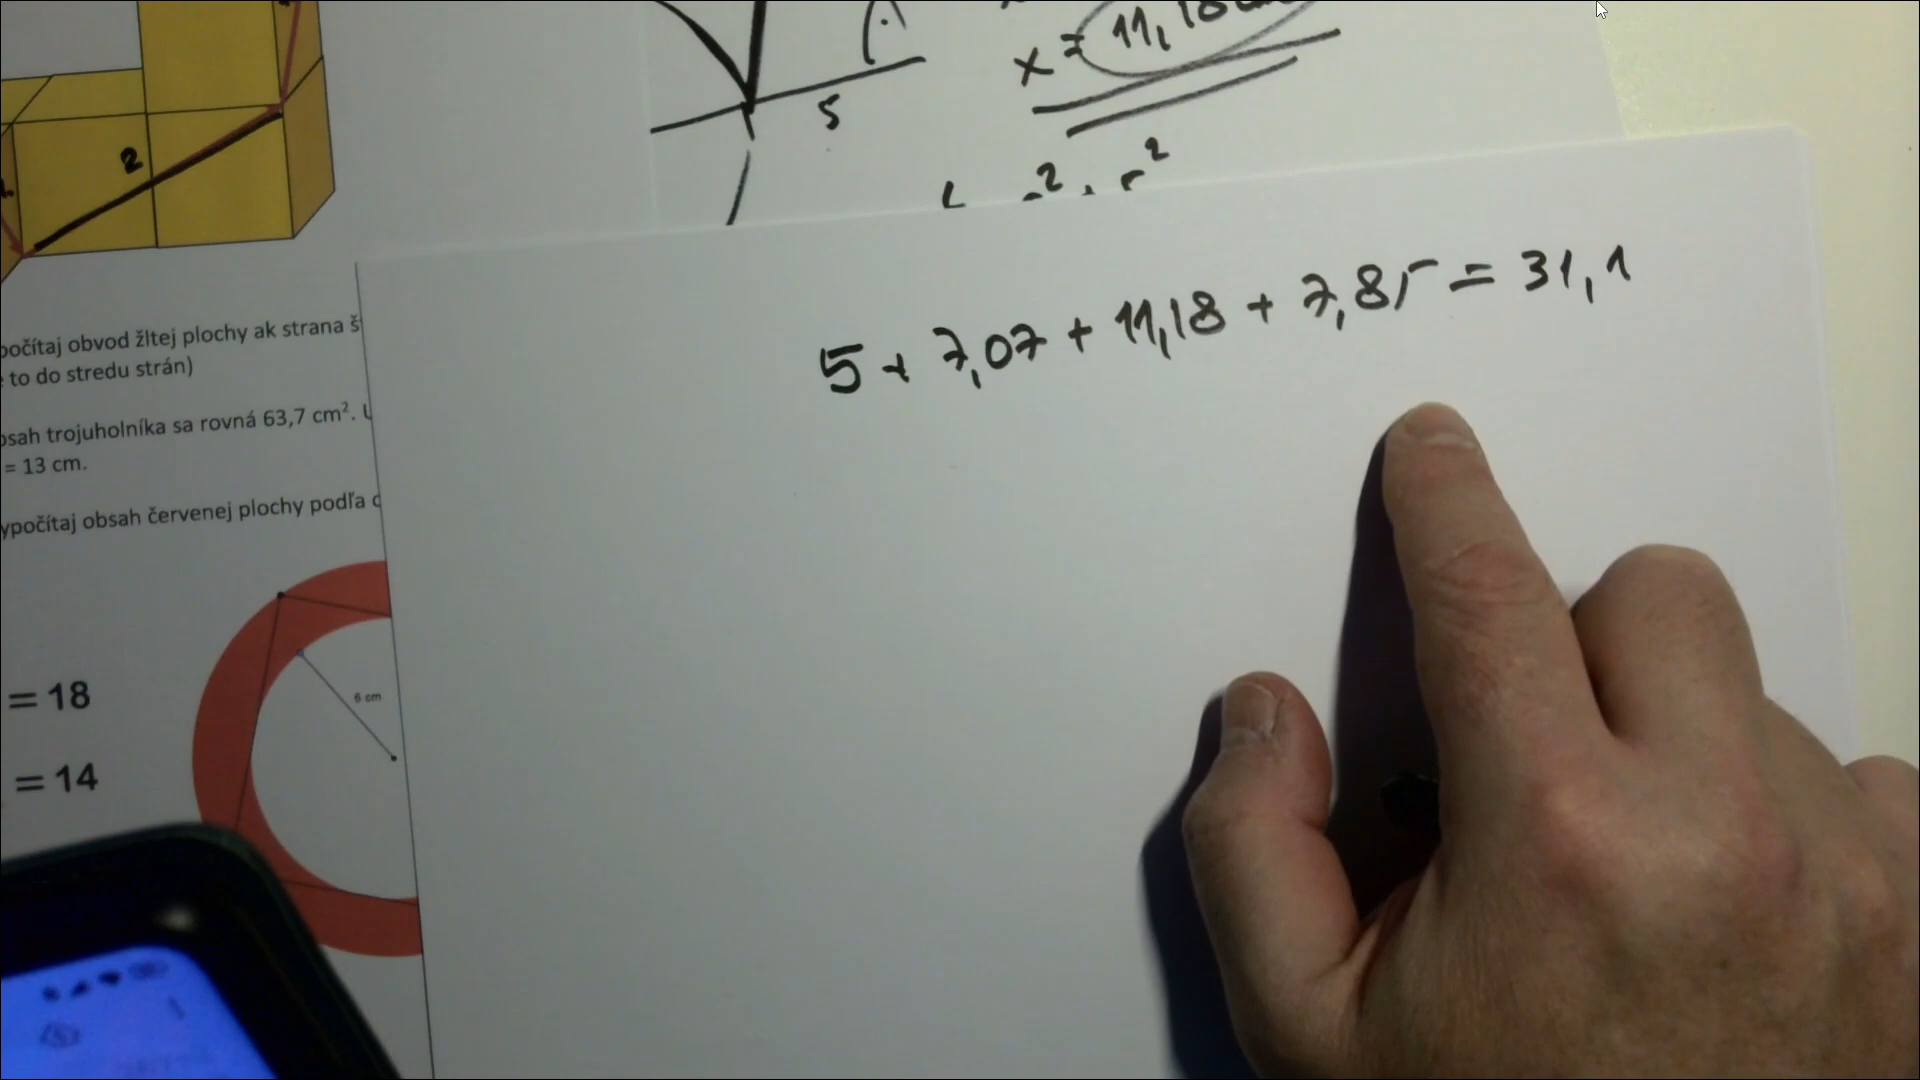 5
x = 11,18
2
5 + 7,07 + 11,18 + 7,85 = 31,1
počítaj obvod žltej plochy ak strana š
to do stredu strán)
bsah trojuholníka sa rovná 63,7 cm².
= 13 cm.
ypočítaj obsah červenej plochy podľa
6 cm
= 18
= 14